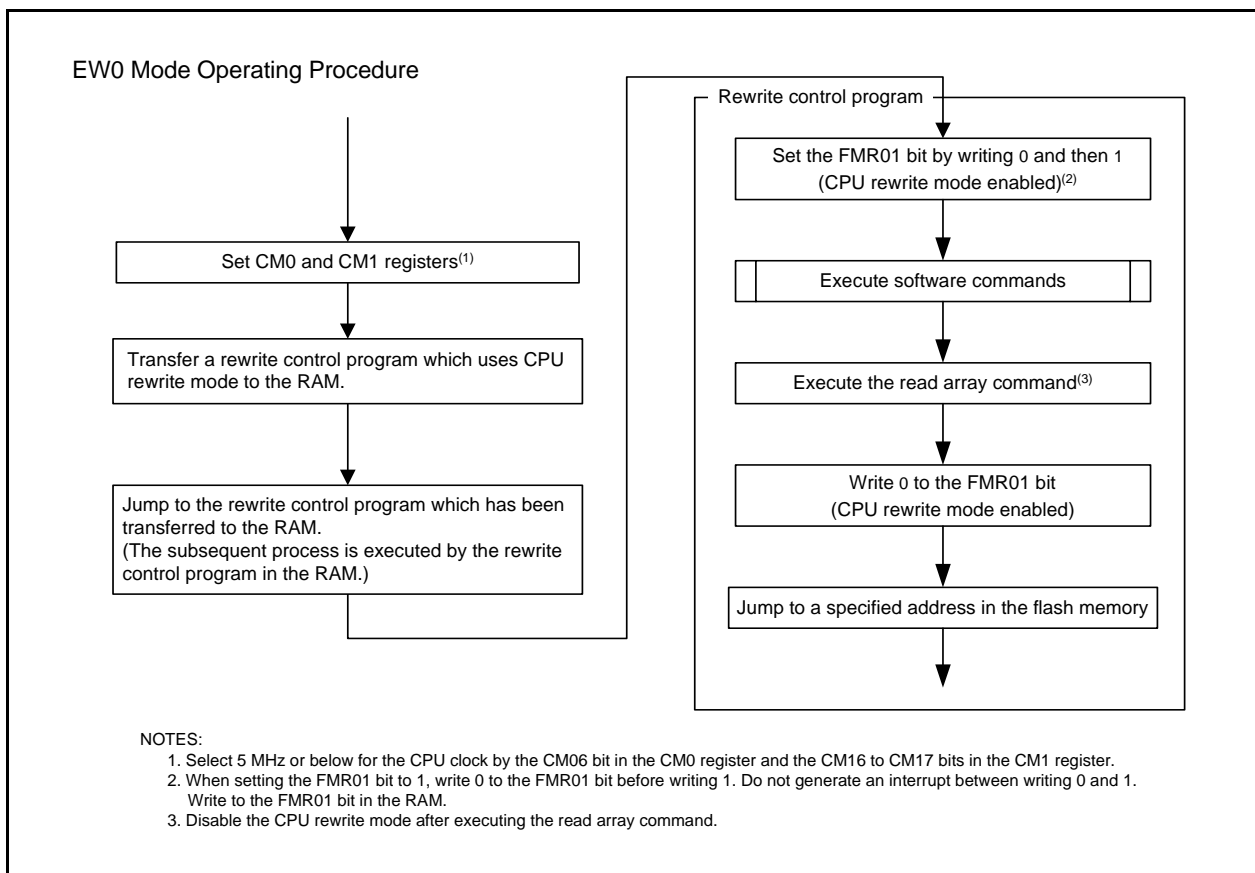 EW0 Mode Operating Procedure
Set CM0 and CM1 registers(1)
Transfer a rewrite control program which uses CPU
rewrite mode to the RAM.
Jump to the rewrite control program which has been
transferred to the RAM.
(The subsequent process is executed by the rewrite
control program in the RAM.)
Rewrite control program
Set the FMR01 bit by writing 0 and then 1
(CPU rewrite mode enabled)(2)
Execute software commands
Execute the read array command(3)
Write 0 to the FMR01 bit
(CPU rewrite mode enabled)
Jump to a specified address in the flash memory
NOTES:
1. Select 5 MHz or below for the CPU clock by the CM06 bit in the CM0 register and the CM16 to CM17 bits in the CM1 register.
2. When setting the FMR01 bit to 1, write 0 to the FMR01 bit before writing 1. Do not generate an interrupt between writing 0 and 1.
Write to the FMR01 bit in the RAM.
3. Disable the CPU rewrite mode after executing the read array command.